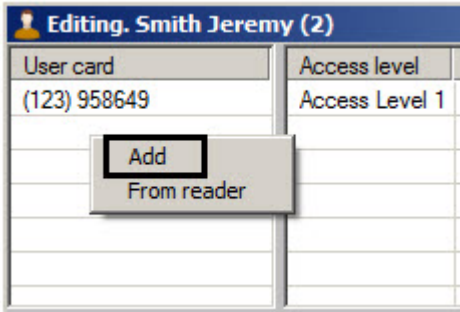 Editing. Smith Jeremy (2)
User card Access level
(123) 958649 Access Level 1
Add
From reader